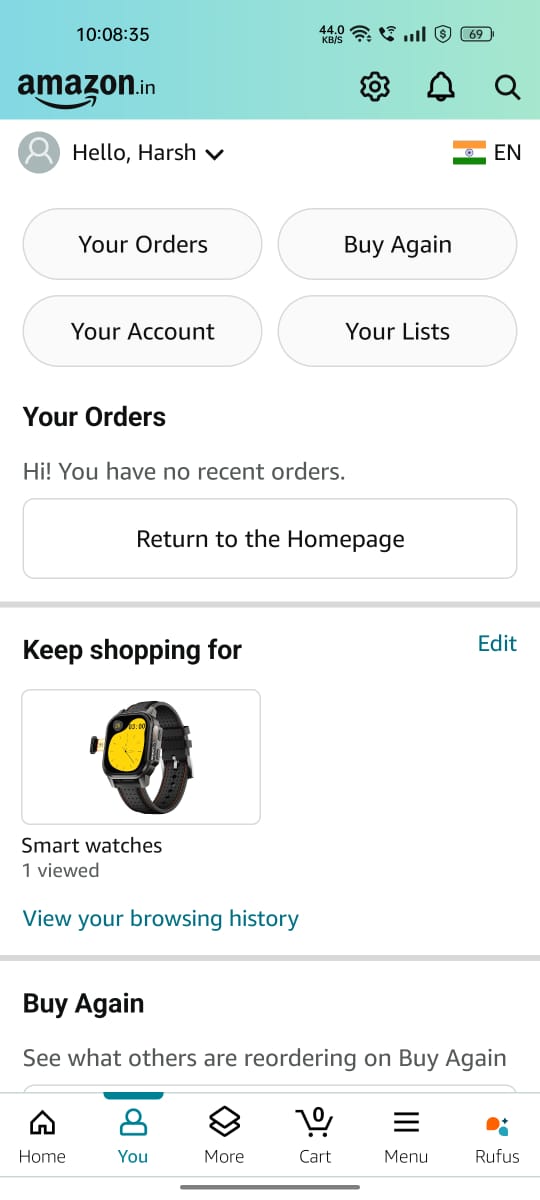 10:08:35
44.0
KB/S
69
amazon.in
Hello, Harsh
EN
Your Orders
Buy Again
Your Account
Your Lists
Your Orders
Hi! You have no recent orders.
Return to the Homepage
Keep shopping for
Edit
03:00
Smart watches
1 viewed
View your browsing history
Buy Again
See what others are reordering on Buy Again
0
Home
You
More
Cart
Menu
Rufus